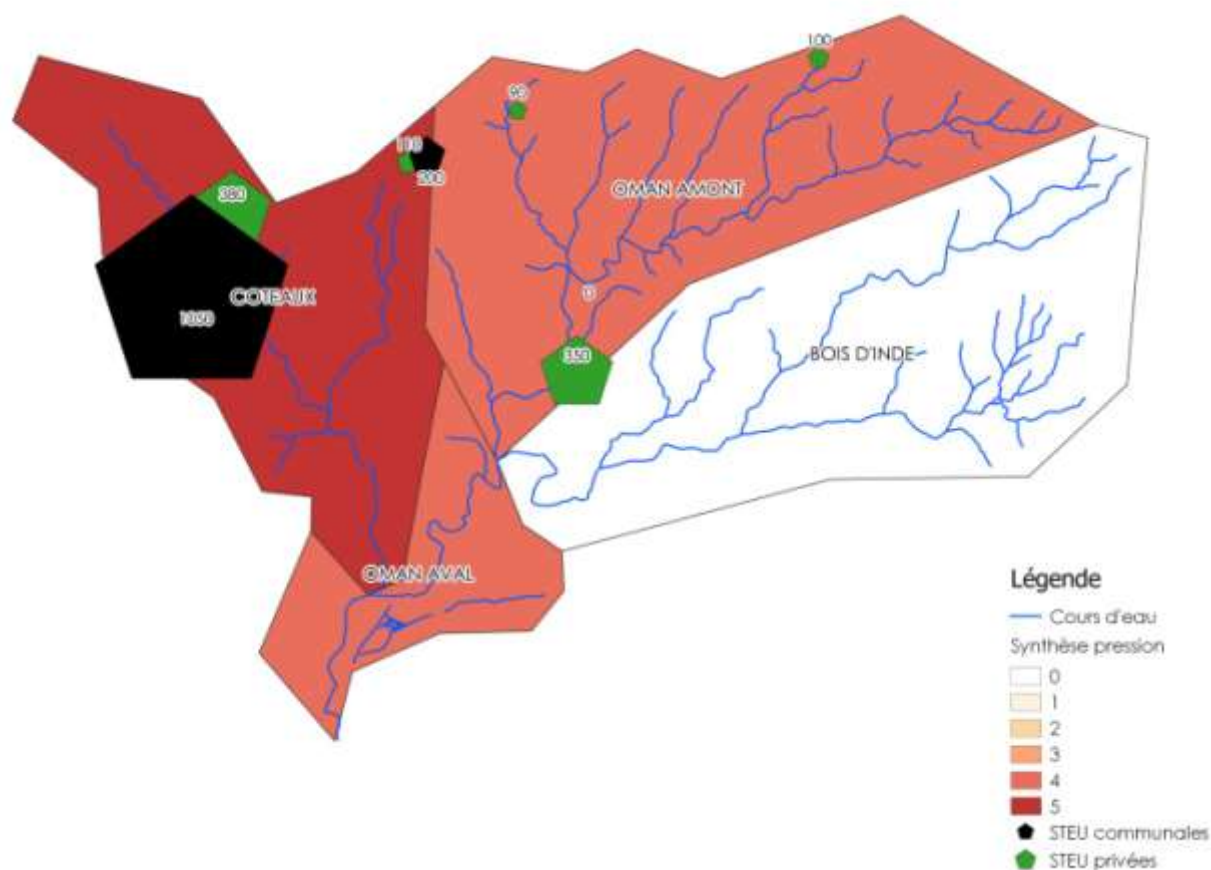 100
90
110
200
OMAN AMONT
380
0
COTEAUX
1050
350
BOIS D'INDE
OMAN AVAL
Légende
Cours d'eau
Synthèse pression
0
1
2
3
4
5
STEU communales
STEU privées